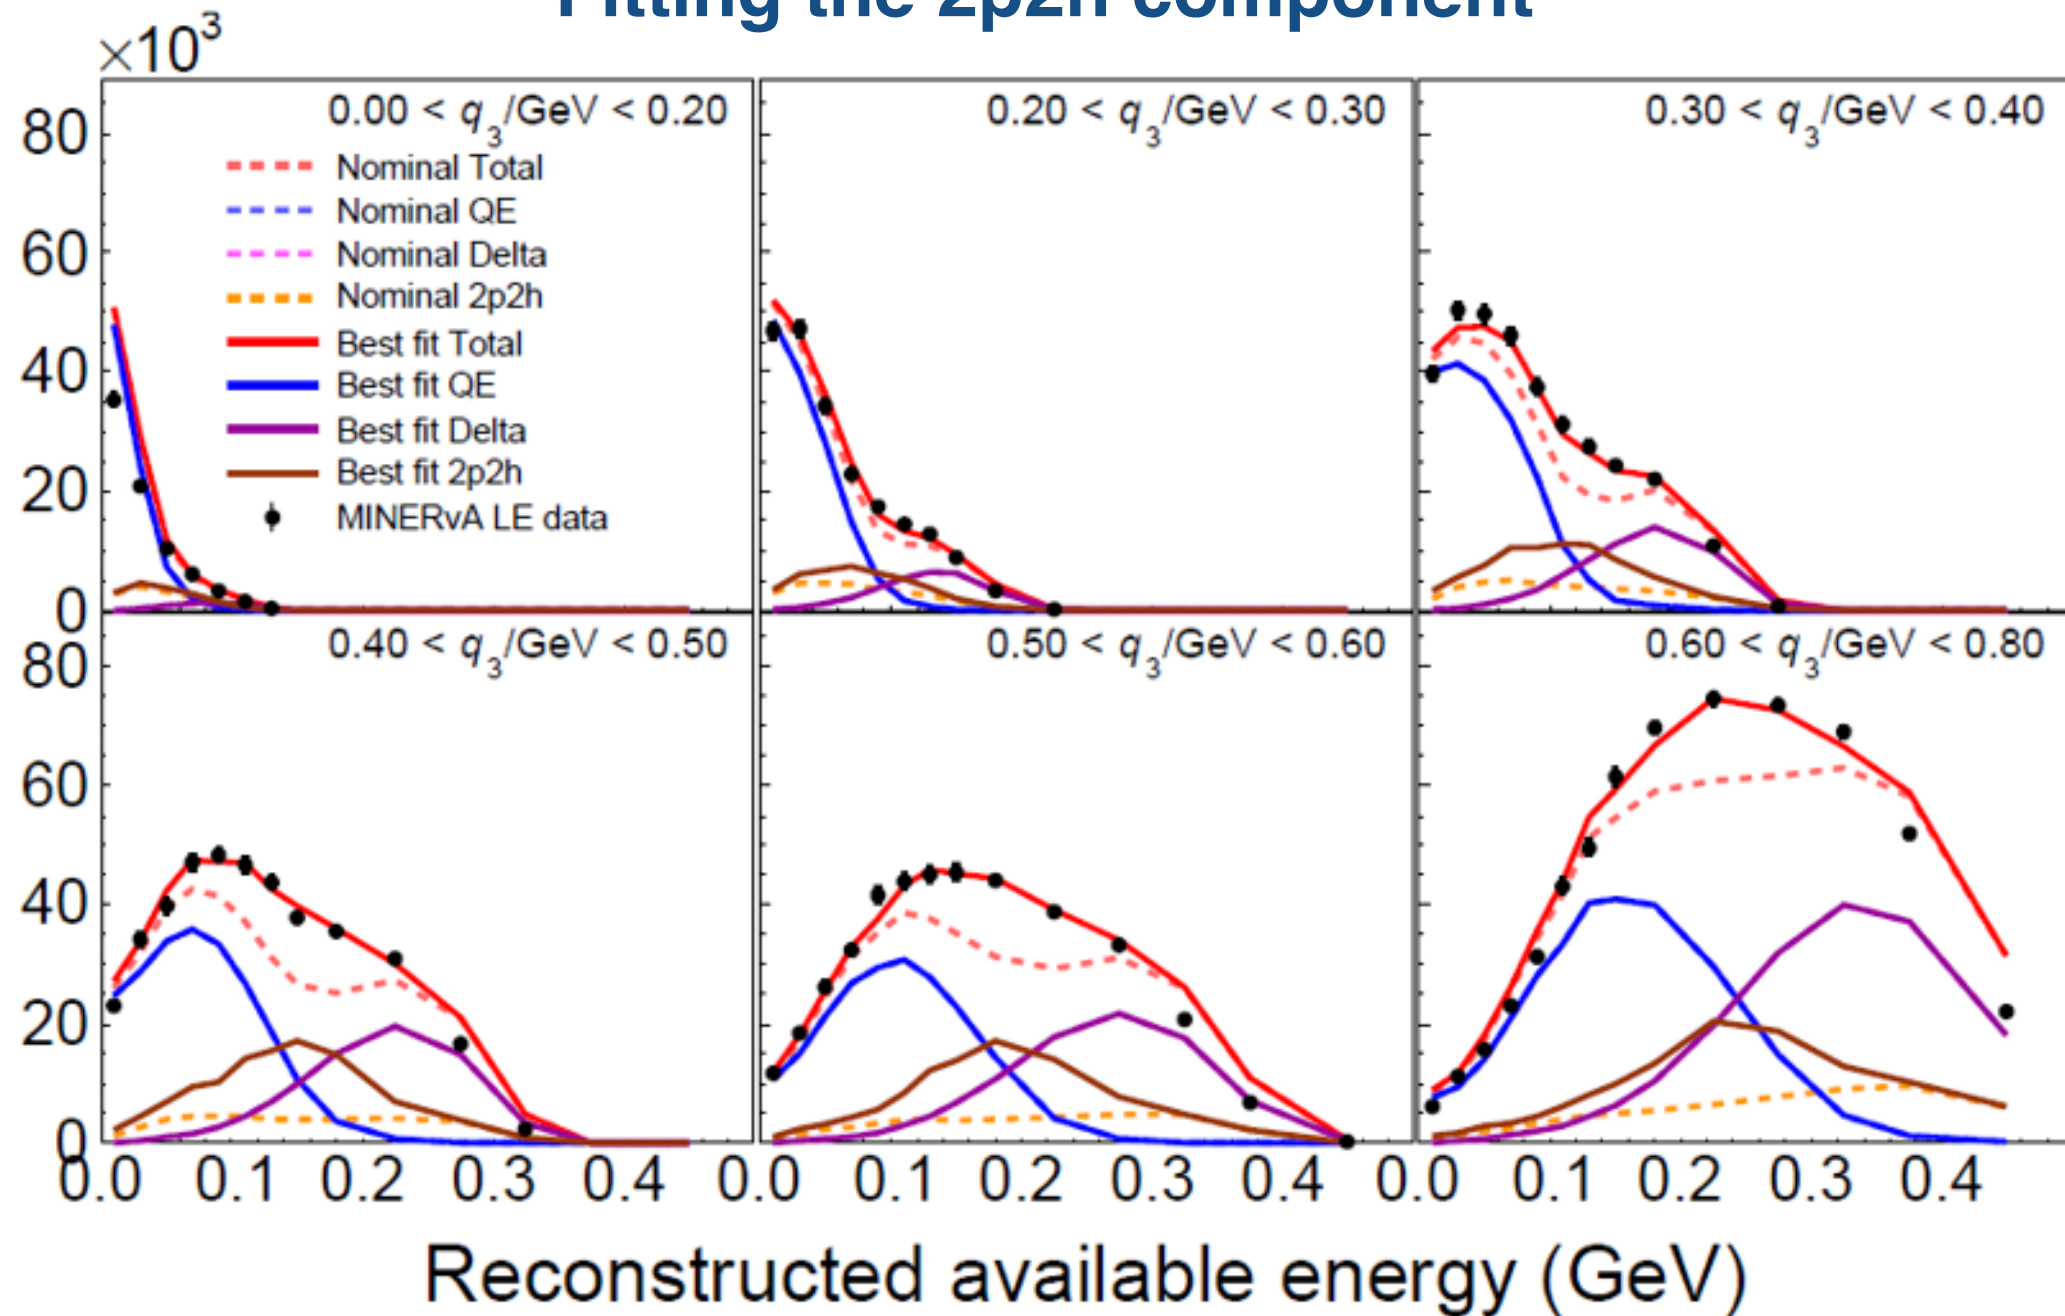 Fitting the 2p2h component
×10³
0.00 < q₃/GeV < 0.20
0.20 < q₃/GeV < 0.30
0.30 < q₃/GeV < 0.40
80
60
40
20
0
Nominal Total
Nominal QE
Nominal Delta
Nominal 2p2h
Best fit Total
Best fit QE
Best fit Delta
Best fit 2p2h
MINERvA LE data
0.40 < q₃/GeV < 0.50
0.50 < q₃/GeV < 0.60
0.60 < q₃/GeV < 0.80
80
60
40
20
0
0.0 0.1 0.2 0.3 0.4 0.0 0.1 0.2 0.3 0.4 0.0 0.1 0.2 0.3 0.4
Reconstructed available energy (GeV)